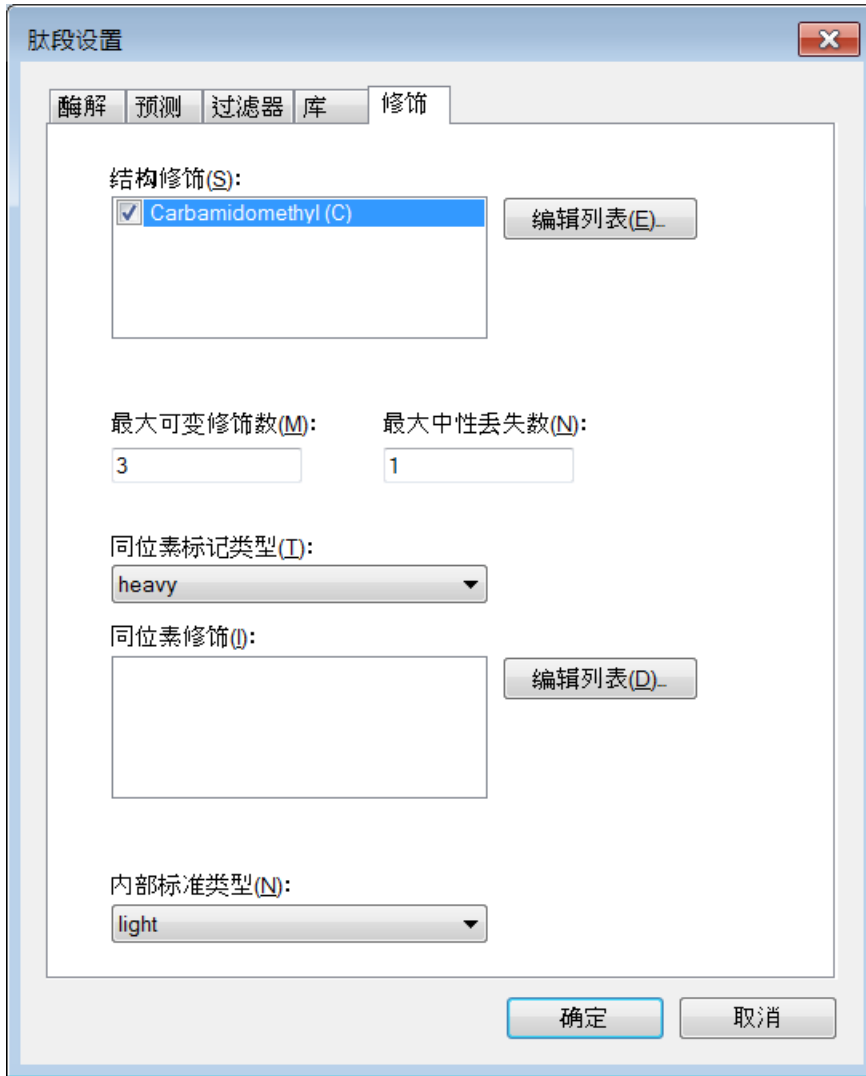 肽段设置
酶解 预测 过滤器 库 修饰
结构修饰(S):
Carbamidomethyl (C)
编辑列表(E)...
最大可变修饰数(M): 最大中性丢失数(N):
3 1
同位素标记类型(T):
heavy
同位素修饰(I):
编辑列表(D)...
内部标准类型(N):
light
确定 取消